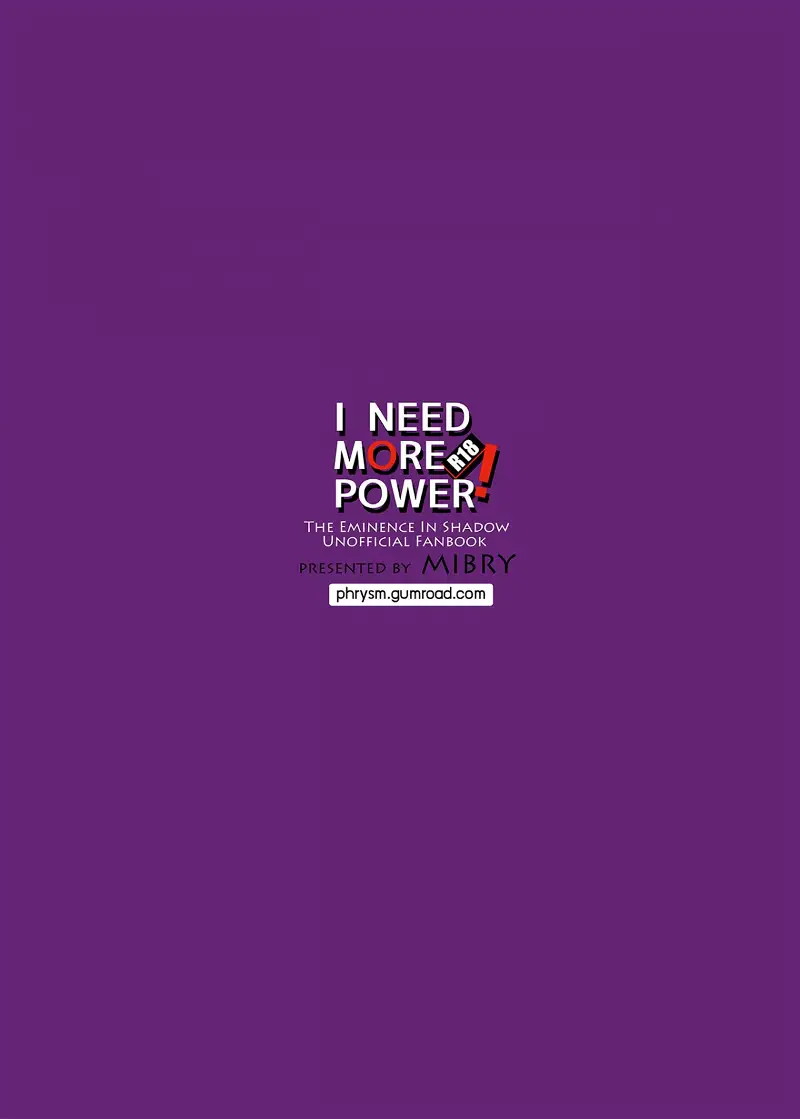 I NEED
MORE
R18
POWER!
THE EMINENCE IN SHADOW
UNOFFICIAL FANBOOK
PRESENTED BY MIBRY
phrysm.gumroad.com